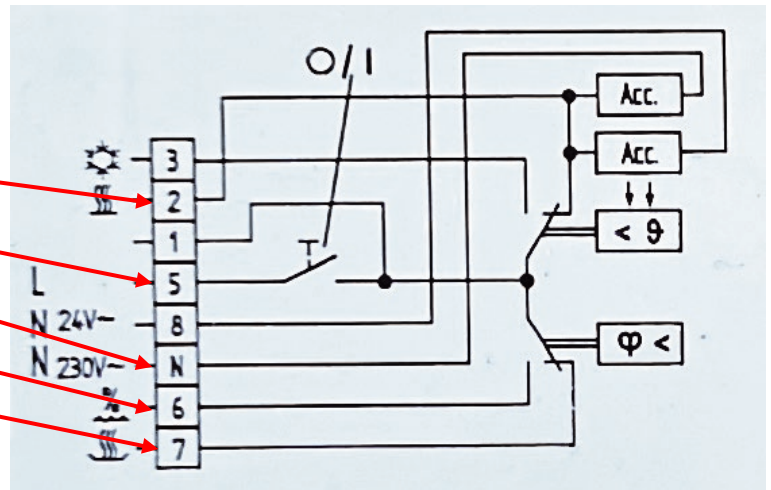 O/I
Acc.
Acc.
3
2
< ϑ
1
L 5
N 24V~ 8
φ <
N 230V~ N
% 6
7